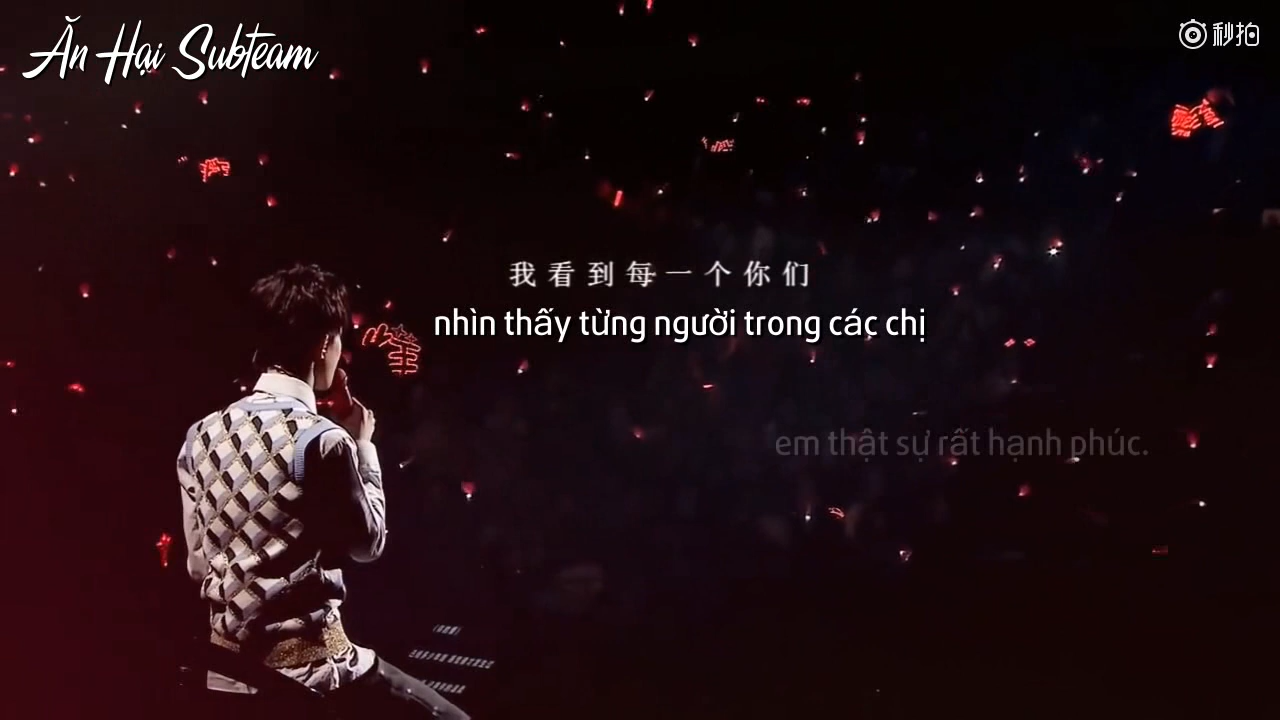 Ăn Hại Subteam
秒拍
我看到每一个你们
nhìn thấy từng người trong các chị
em thật sự rất hạnh phúc.